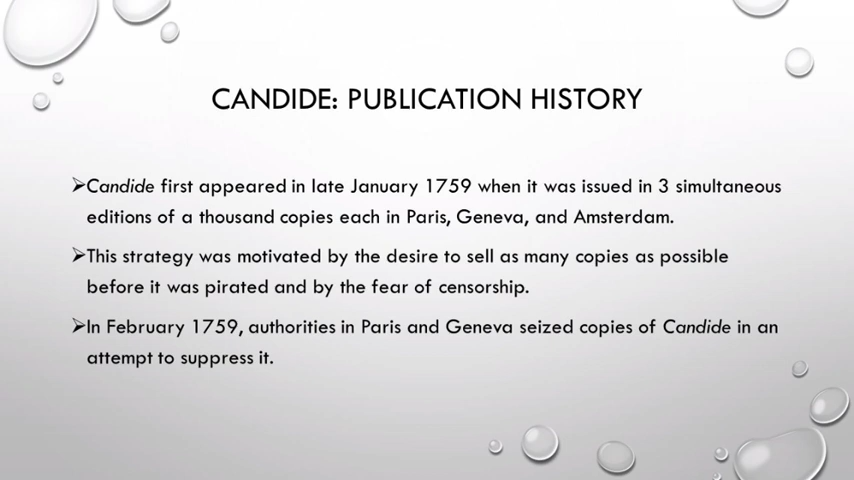 CANDIDE: PUBLICATION HISTORY
➢Candide first appeared in late January 1759 when it was issued in 3 simultaneous
editions of a thousand copies each in Paris, Geneva, and Amsterdam.
➢This strategy was motivated by the desire to sell as many copies as possible
before it was pirated and by the fear of censorship.
➢In February 1759, authorities in Paris and Geneva seized copies of Candide in an
attempt to suppress it.